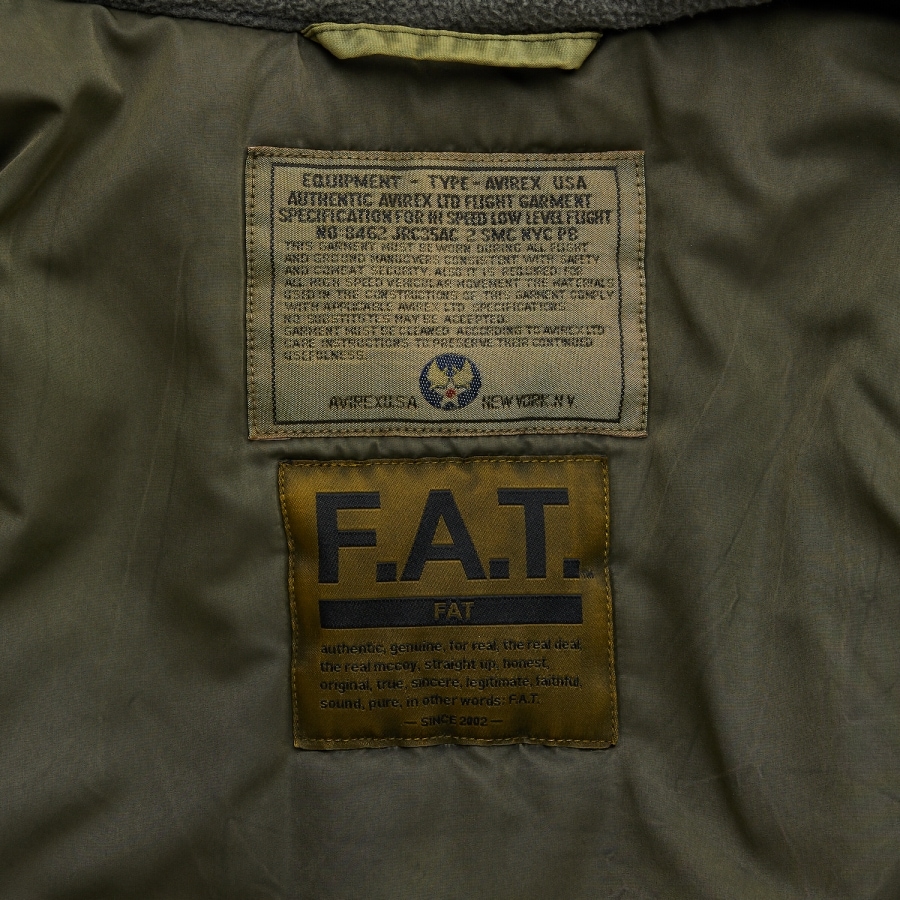 EQUIPMENT - TYPE - AVIREX USA
AUTHENTIC AVIREX LTD FLIGHT GARMENT
SPECIFICATION FOR HI SPEED LOW LEVEL FLIGHT
NO 8462 JRC35AC 2 SMC NYC PB
THIS GARMENT MUST BE WORN DURING ALL FLIGHT
AND GROUND MANUOVERS CONSISTENT WITH SAFETY
AND COMBAT SECURITY. ALSO IT IS REQUIRED FOR
ALL HIGH SPEED VEHICULAR MOVEMENT THE MATERIALS
USED IN THE CONSTRUCTIONS OF THIS GARMENT COMPLY
WITH APPLICABLE AVIREX LTD SPECIFICATIONS.
NO SUBSTITUTES MAY BE ACCEPTED.
GARMENT MUST BE CLEANED ACCORDING TO AVIREX LTD
CARE INSTRUCTIONS TO PRESERVE THEIR CONTINUED
USEFULNESS.
AVIREX U.S.A NEW YORK.N Y
F.A.T.
FAT
authentic, genuine, for real, the real deal,
the real mccoy, straight up, honest,
original, true, sincere, legitimate, faithful,
sound, pure, in other words: F.A.T.
— SINCE 2002 —